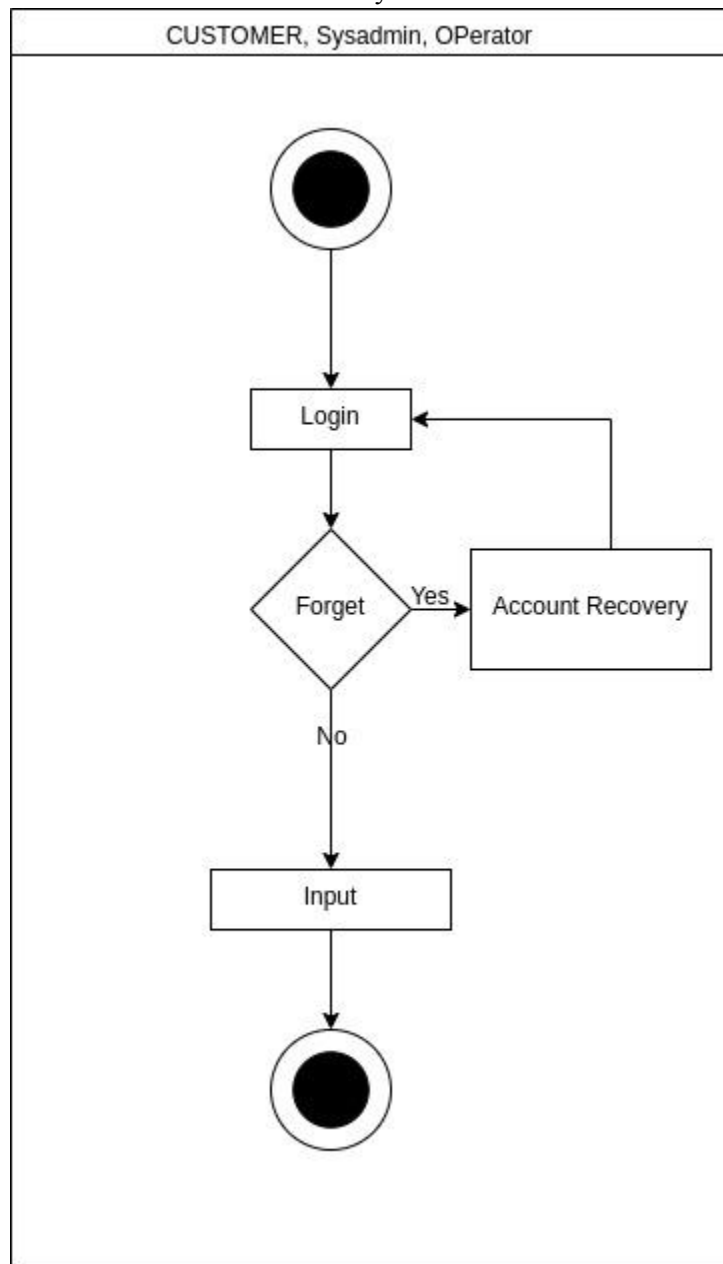 CUSTOMER, Sysadmin, OPerator
Login
Forget
Yes
Account Recovery
No
Input